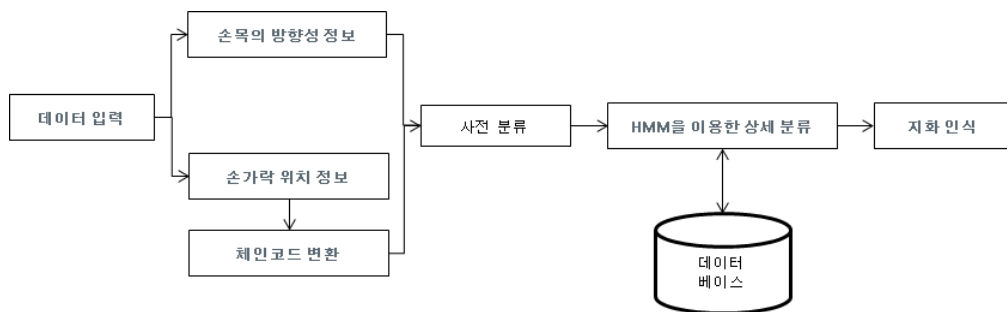 손목의 방향성 정보
데이터 입력
사전 분류
HMM을 이용한 상세 분류
지화 인식
손가락 위치 정보
체인코드 변환
데이터
베이스